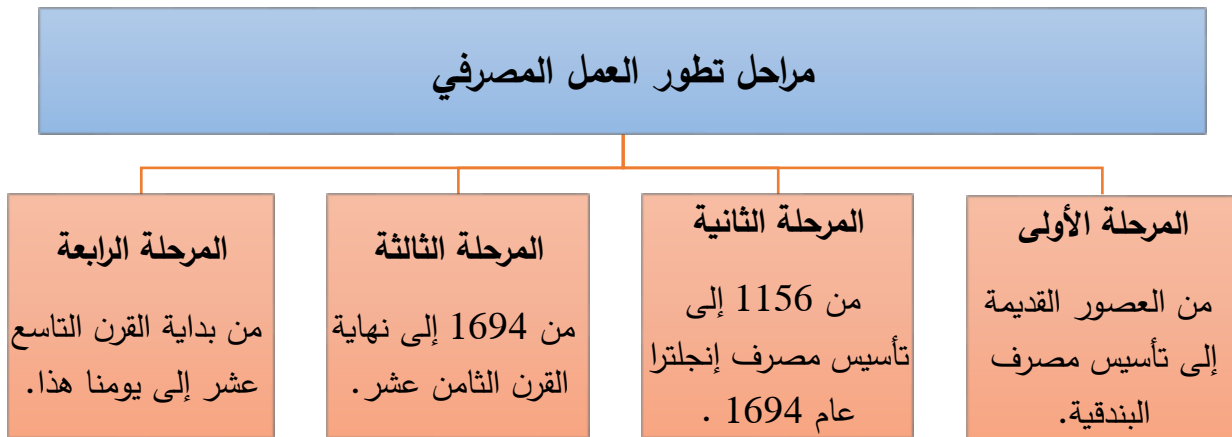 مراحل تطور العمل المصرفي
المرحلة الأولى
من العصور القديمة
إلى تأسيس مصرف
البندقية.
المرحلة الثانية
من 1156 إلى
تأسيس مصرف إنجلترا
عام 1694 .
المرحلة الثالثة
من 1694 إلى نهاية
القرن الثامن عشر.
المرحلة الرابعة
من بداية القرن التاسع
عشر إلى يومنا هذا.